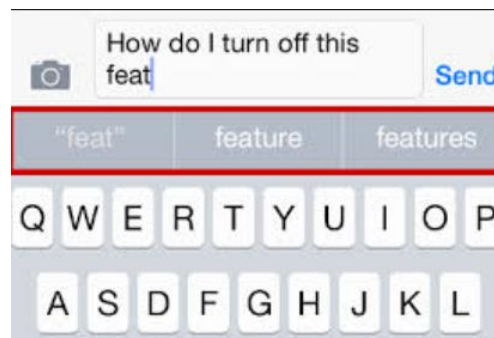 How do I turn off this
feat
Send
"feat" feature features
Q W E R T Y U I O P
A S D F G H J K L